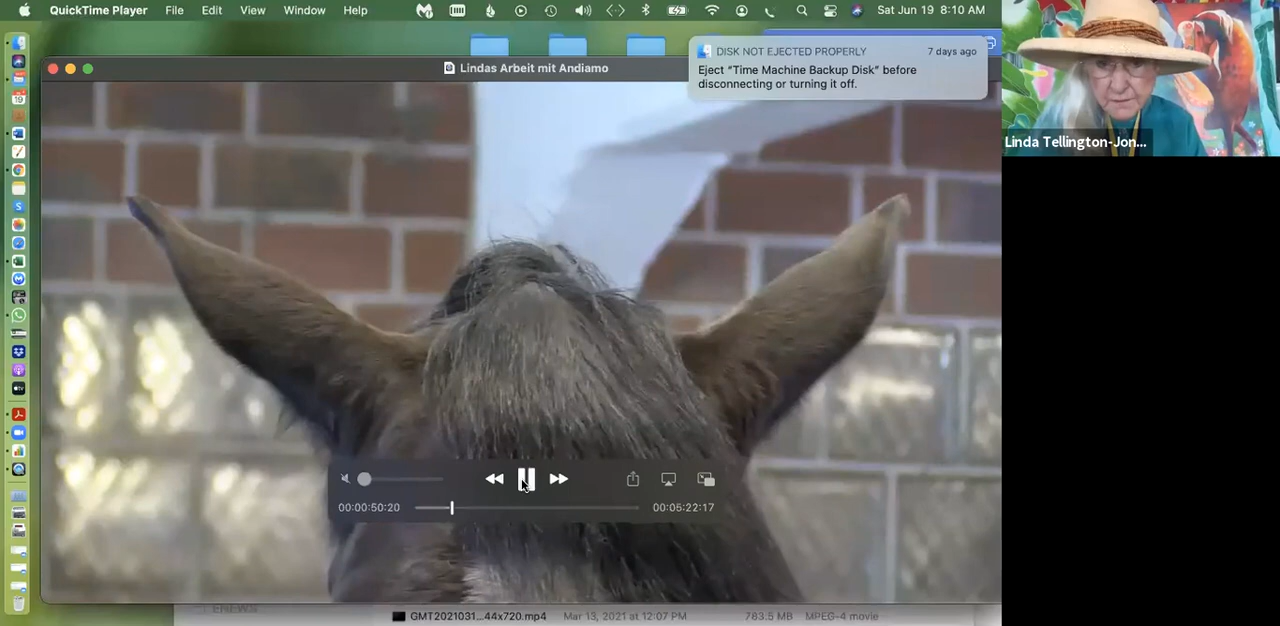 QuickTime Player File Edit View Window Help Sat Jun 19 8:10 AM
DISK NOT EJECTED PROPERLY 7 days ago
Eject “Time Machine Backup Disk” before
disconnecting or turning it off.
Lindas Arbeit mit Andiamo
Linda Tellington-Jon...
19
00:00:50:20 00:05:22:17
ENEWS
GMT2021031...44x720.mp4 Mar 13, 2021 at 12:07 PM 783.5 MB MPEG-4 movie